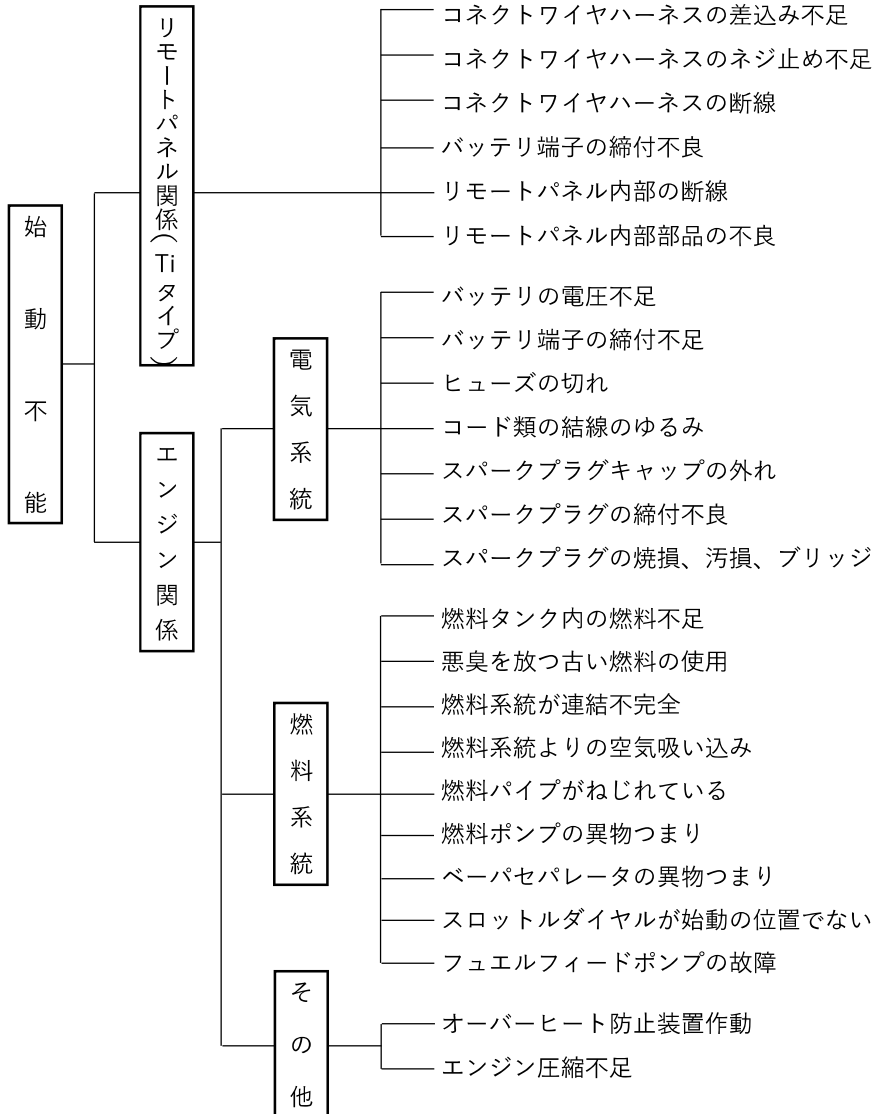 始動不能
リモートパネル関係(Tiタイプ)
コネクトワイヤハーネスの差込み不足
コネクトワイヤハーネスのネジ止め不足
コネクトワイヤハーネスの断線
バッテリ端子の締付不良
リモートパネル内部の断線
リモートパネル内部部品の不良
エンジン関係
電気系統
バッテリの電圧不足
バッテリ端子の締付不足
ヒューズの切れ
コード類の結線のゆるみ
スパークプラグキャップの外れ
スパークプラグの締付不良
スパークプラグの焼損、汚損、ブリッジ
燃料系統
燃料タンク内の燃料不足
悪臭を放つ古い燃料の使用
燃料系統が連結不完全
燃料系統よりの空気吸い込み
燃料パイプがねじれている
燃料ポンプの異物つまり
ベーパセパレータの異物つまり
スロットルダイヤルが始動の位置でない
フュエルフィードポンプの故障
その他
オーバーヒート防止装置作動
エンジン圧縮不足